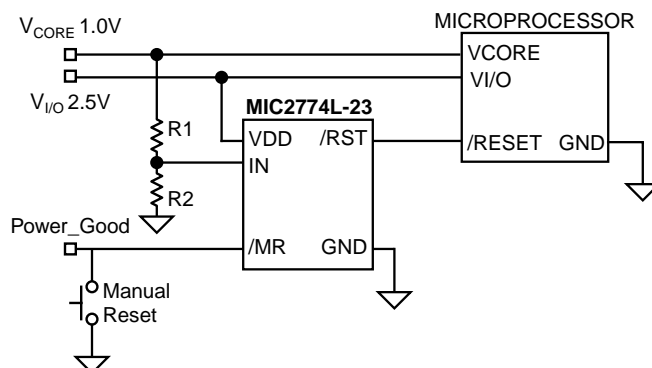 MICROPROCESSOR
VCORE 1.0V
VI/O 2.5V
VCORE
VI/O
MIC2774L-23
R1
VDD /RST
/RESET GND
IN
R2
Power_Good
/MR GND
Manual
Reset